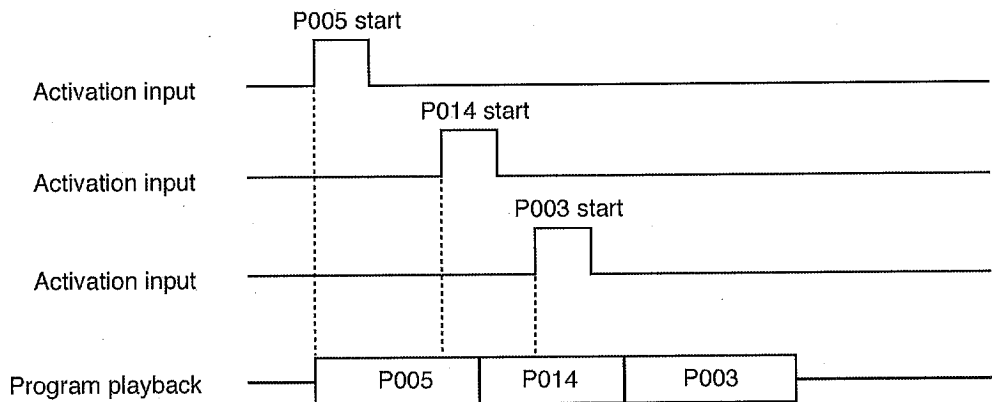 P005 start
Activation input
P014 start
Activation input
P003 start
Activation input
Program playback P005 P014 P003